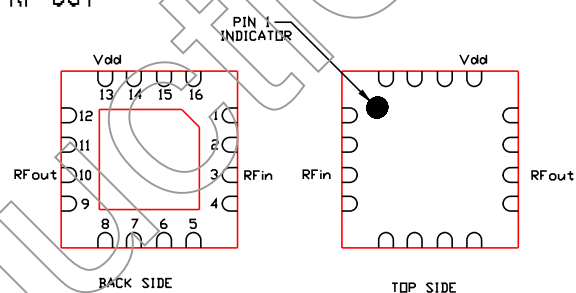 RF OUT
PIN 1
INDICATOR
Vdd
Vdd
13 14 15 16
12
1
11
2
RFout
10
3
RFin
RFin
RFout
9
4
8 7 6 5
BACK SIDE
TOP SIDE